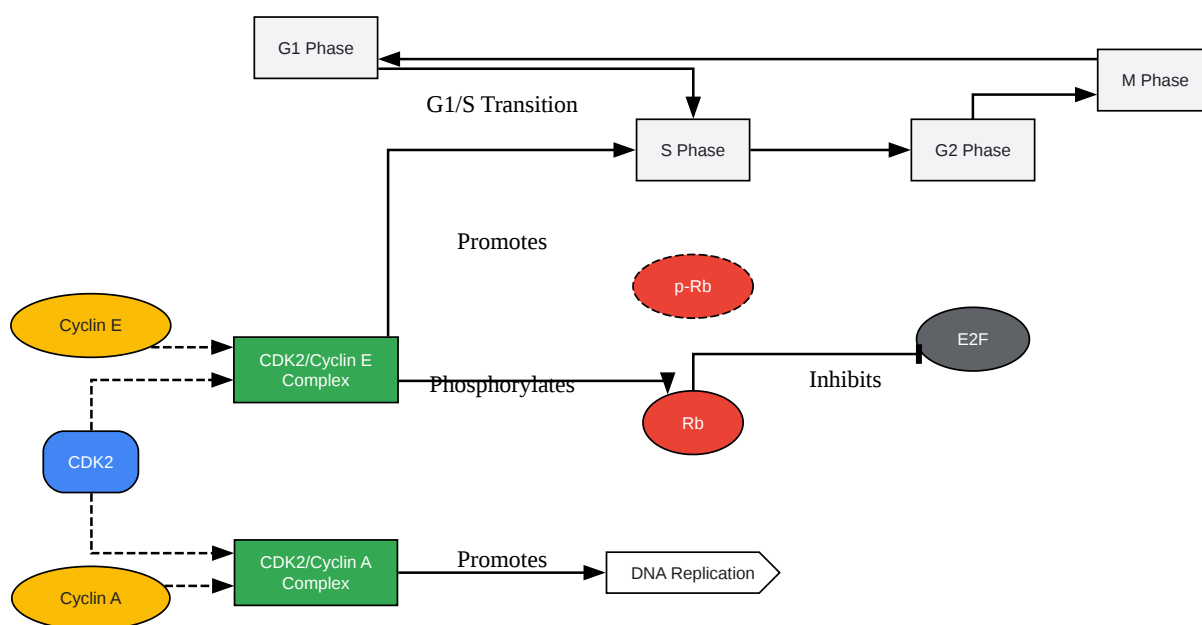 G1 Phase
M Phase
G1/S Transition
S Phase
G2 Phase
Promotes
p-Rb
Cyclin E
E2F
CDK2/Cyclin E
Complex
Phosphorylates
Inhibits
Rb
CDK2
CDK2/Cyclin A
Complex
Promotes
DNA Replication
Cyclin A